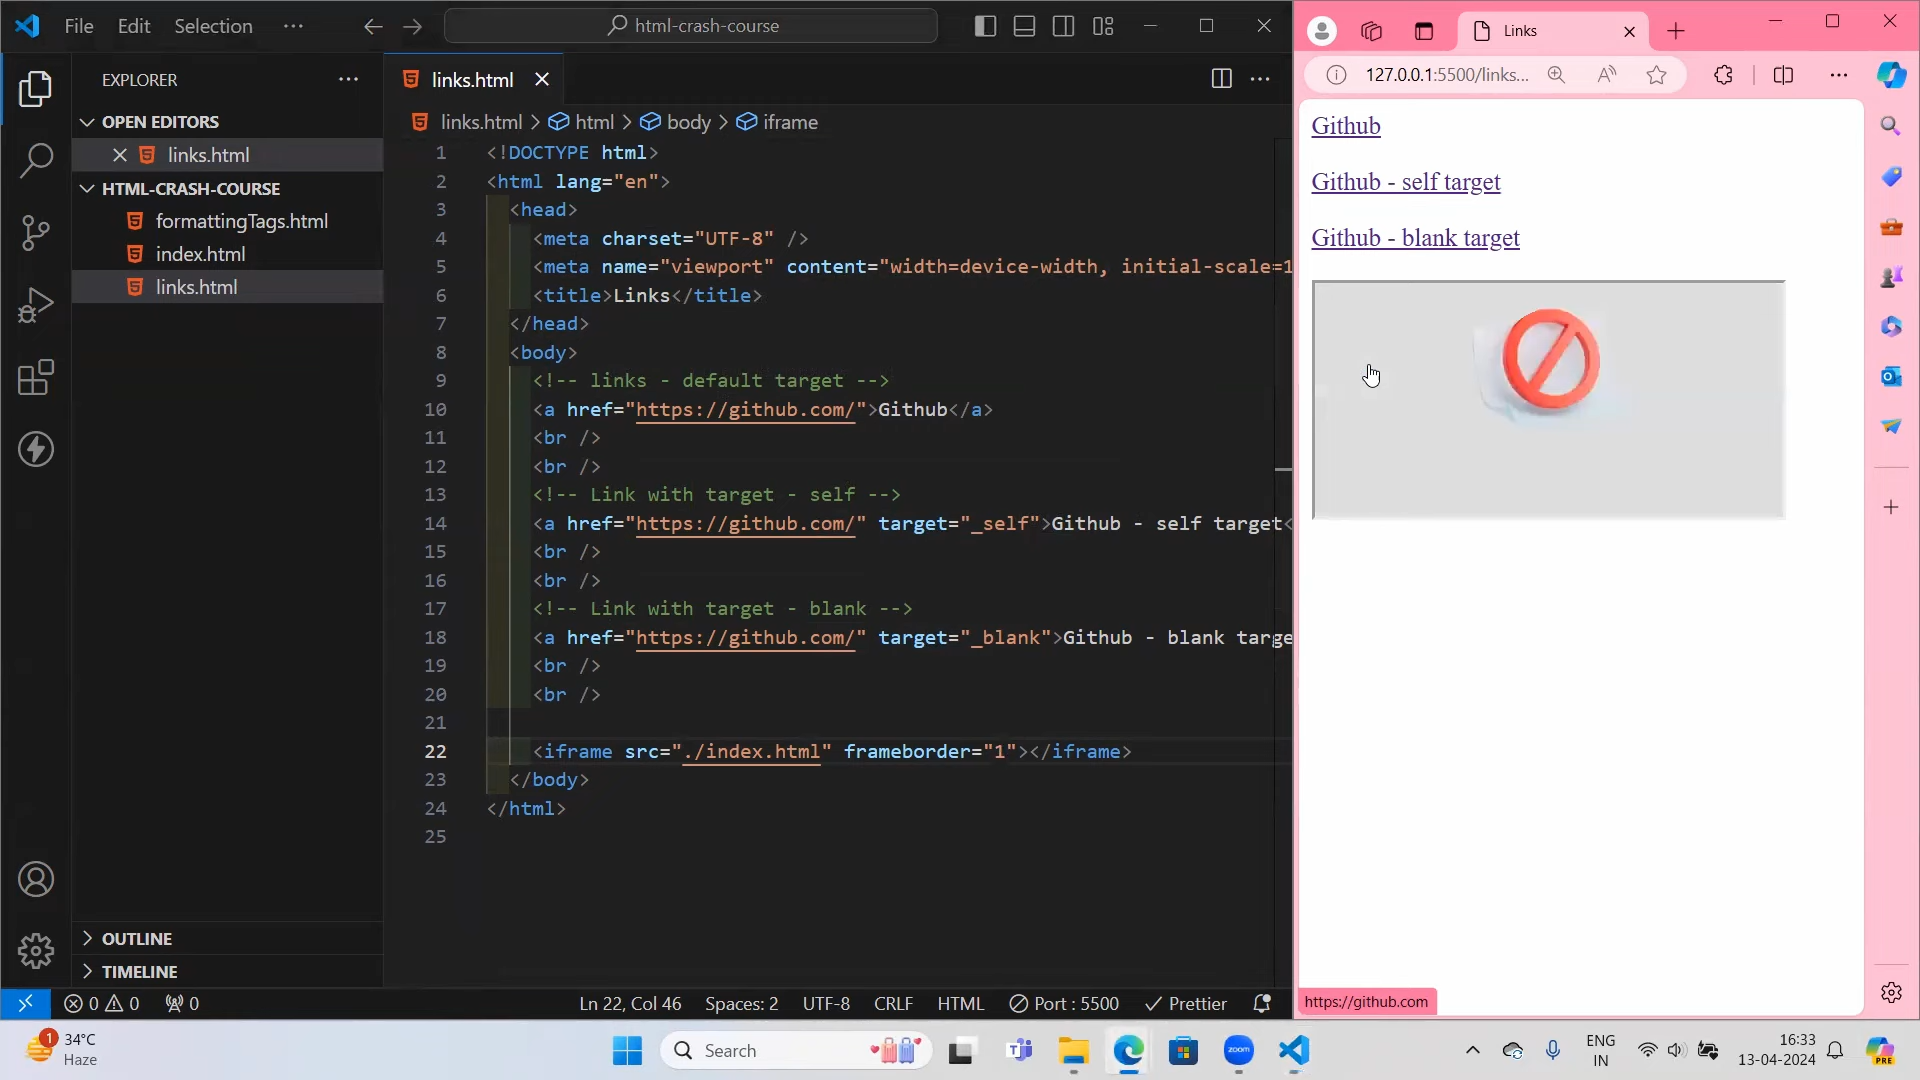 File Edit Selection ···
html-crash-course
EXPLORER
OPEN EDITORS
links.html
HTML-CRASH-COURSE
formattingTags.html
index.html
links.html
OUTLINE
TIMELINE
links.html
links.html > html > body > iframe
1 <!DOCTYPE html>
2 <html lang="en">
3 <head>
4 <meta charset="UTF-8" />
5 <meta name="viewport" content="width=device-width, initial-scale=1
6 <title>Links</title>
7 </head>
8 <body>
9 <!-- links - default target -->
10 <a href="https://github.com/">Github</a>
11 <br />
12 <br />
13 <!-- Link with target - self -->
14 <a href="https://github.com/" target="_self">Github - self target<
15 <br />
16 <br />
17 <!-- Link with target - blank -->
18 <a href="https://github.com/" target="_blank">Github - blank targe
19 <br />
20 <br />
21
22 <iframe src="./index.html" frameborder="1"></iframe>
23 </body>
24 </html>
25
0 0 0
Ln 22, Col 46 Spaces: 2 UTF-8 CRLF HTML Port : 5500 Prettier
Links
127.0.0.1:5500/links...
Github
Github - self target
Github - blank target
https://github.com
1
34°C
Haze
Search
zoom
ENG
IN
16:33
13-04-2024
PRE